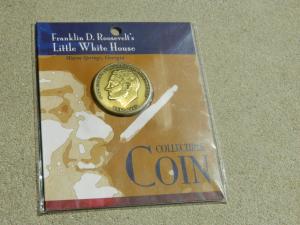 Franklin D. Roosevelt's
Little White House
Warm Springs, Georgia
COLLECTIBLE
COIN